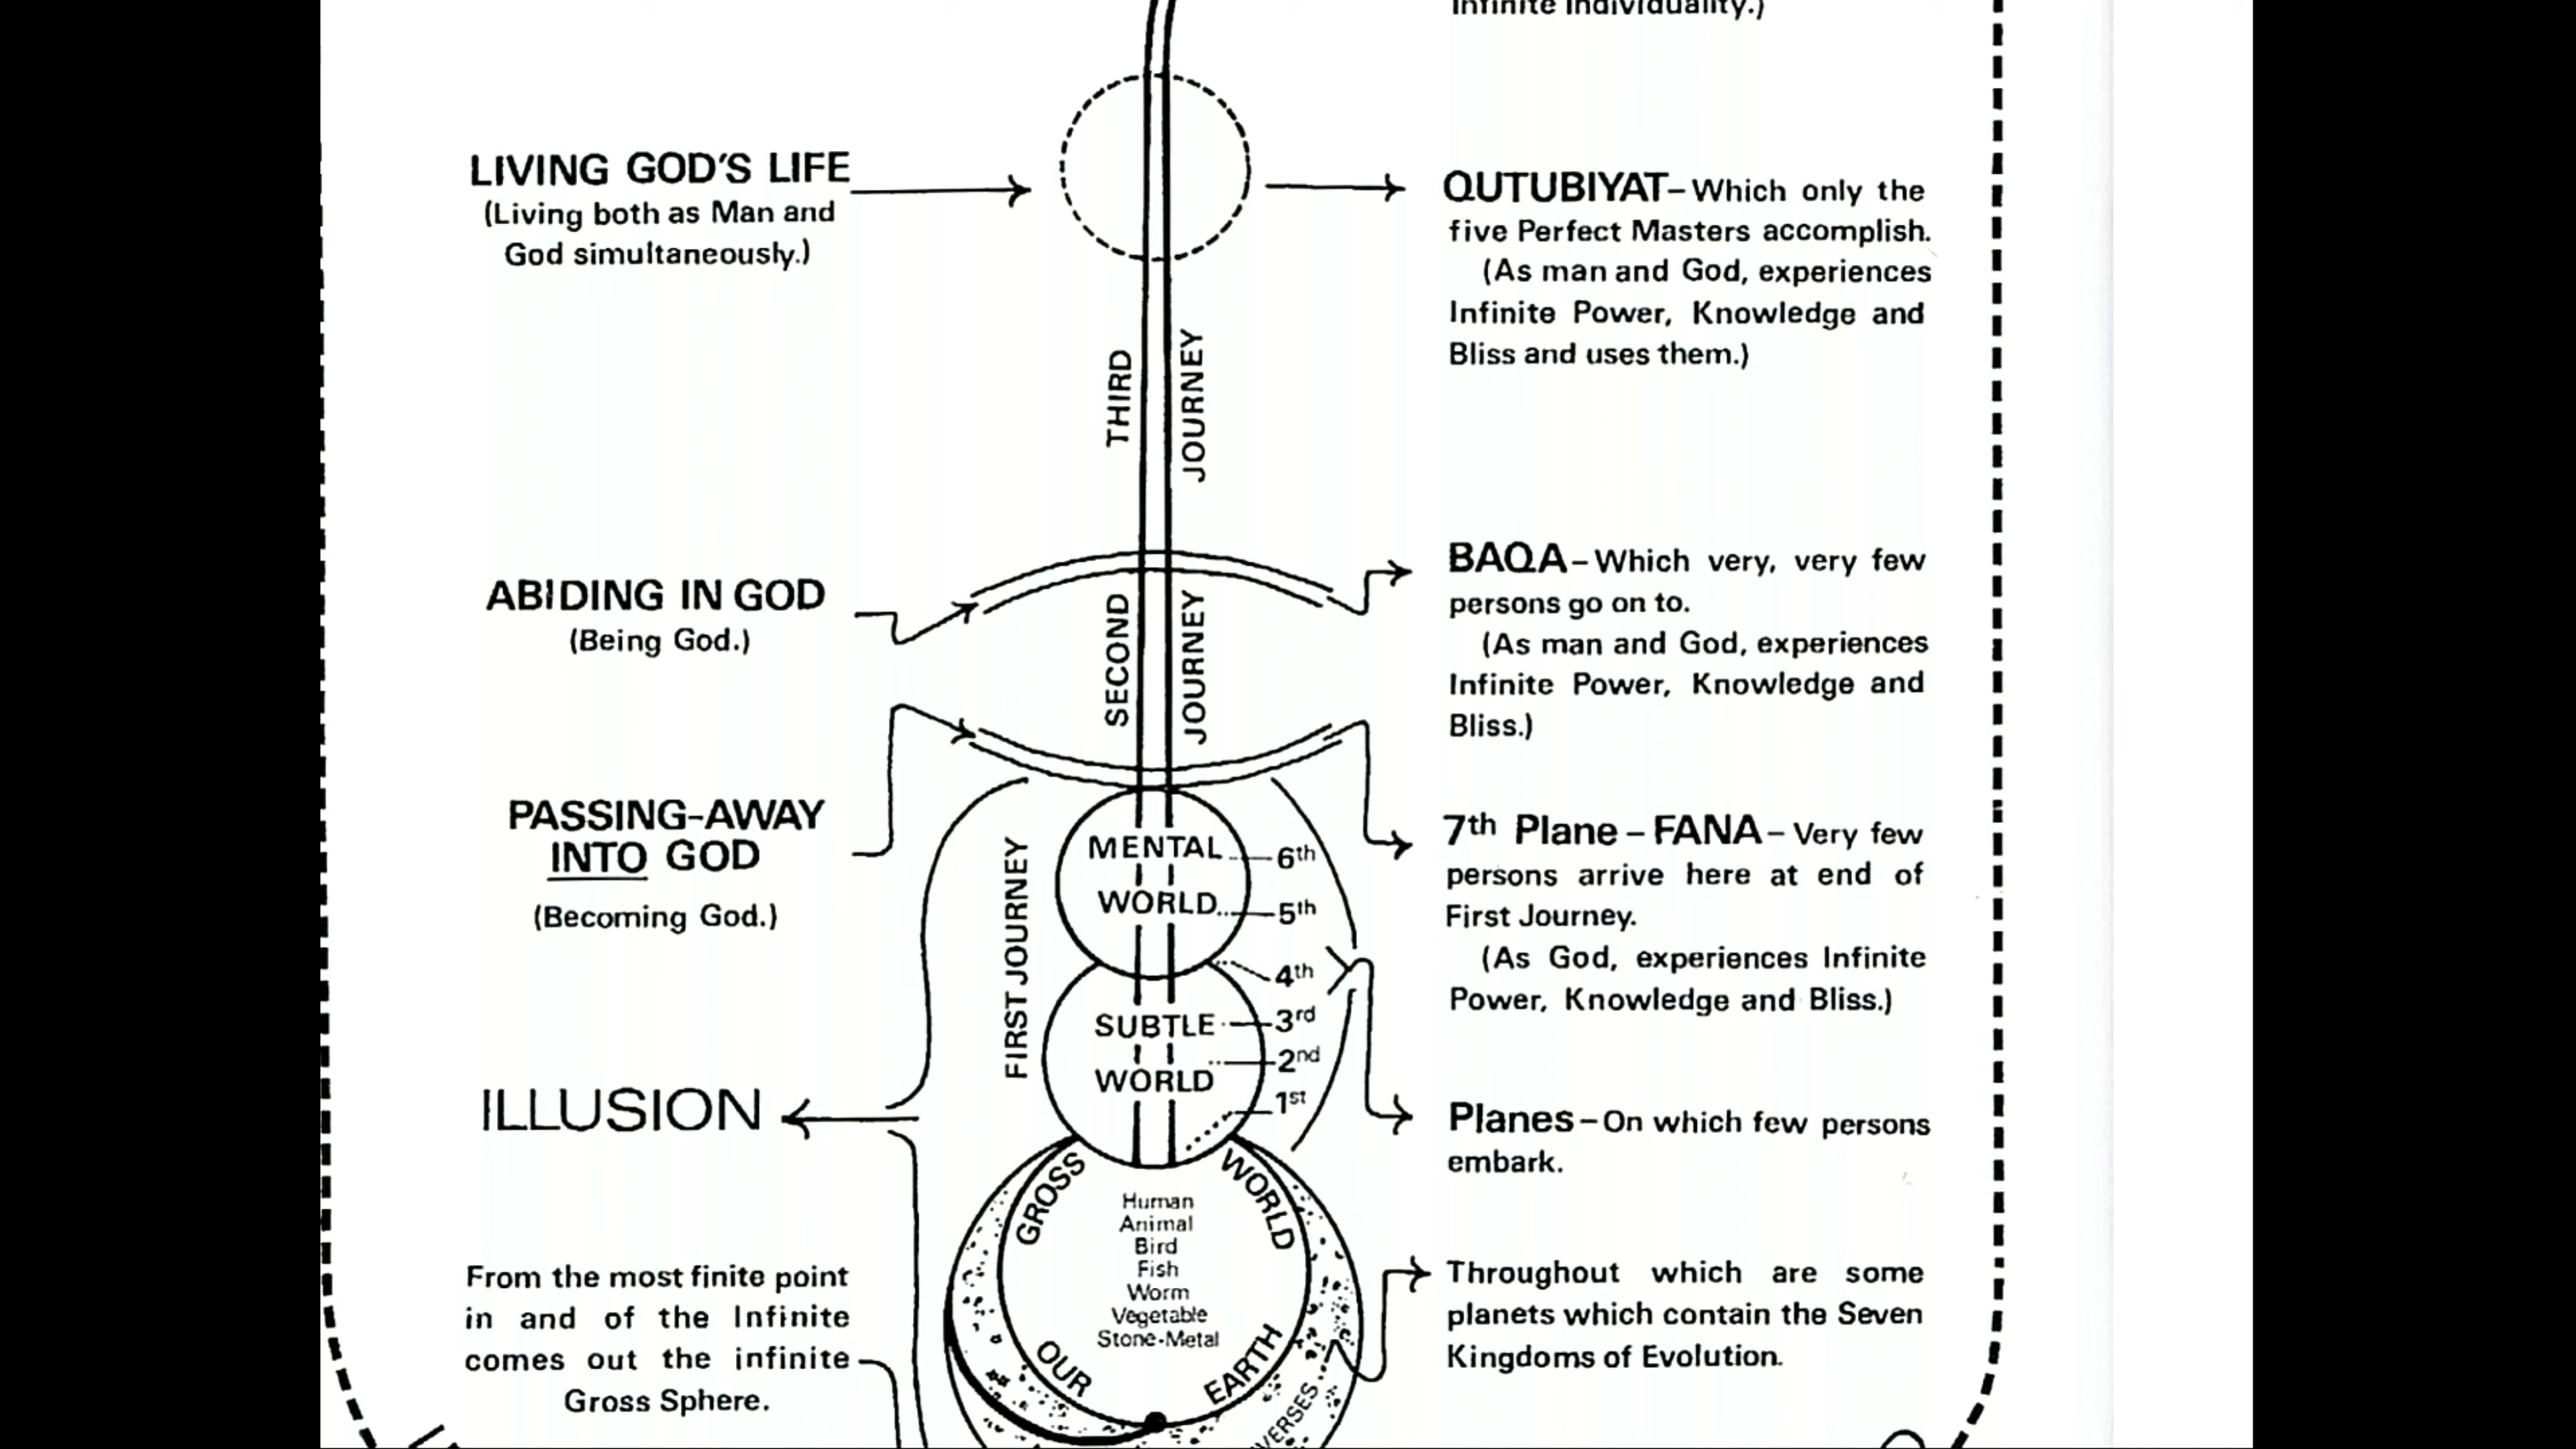 Infinite Individuality.)
LIVING GOD'S LIFE
(Living both as Man and
God simultaneously.)
QUTUBIYAT–Which only the
five Perfect Masters accomplish.
(As man and God, experiences
Infinite Power, Knowledge and
Bliss and uses them.)
THIRD
JOURNEY
ABIDING IN GOD
(Being God.)
SECOND
JOURNEY
BAQA–Which very, very few
persons go on to.
(As man and God, experiences
Infinite Power, Knowledge and
Bliss.)
PASSING-AWAY
INTO GOD
(Becoming God.)
FIRST JOURNEY
MENTAL
WORLD
6th
5th
4th
SUBTLE
WORLD
3rd
2nd
1st
7th Plane–FANA–Very few
persons arrive here at end of
First Journey.
(As God, experiences Infinite
Power, Knowledge and Bliss.)
ILLUSION
Planes–On which few persons
embark.
GROSS
WORLD
Human
Animal
Bird
Fish
Worm
Vegetable
Stone-Metal
OUR
EARTH
VERSES
From the most finite point
in and of the Infinite
comes out the infinite
Gross Sphere.
Throughout which are some
planets which contain the Seven
Kingdoms of Evolution.